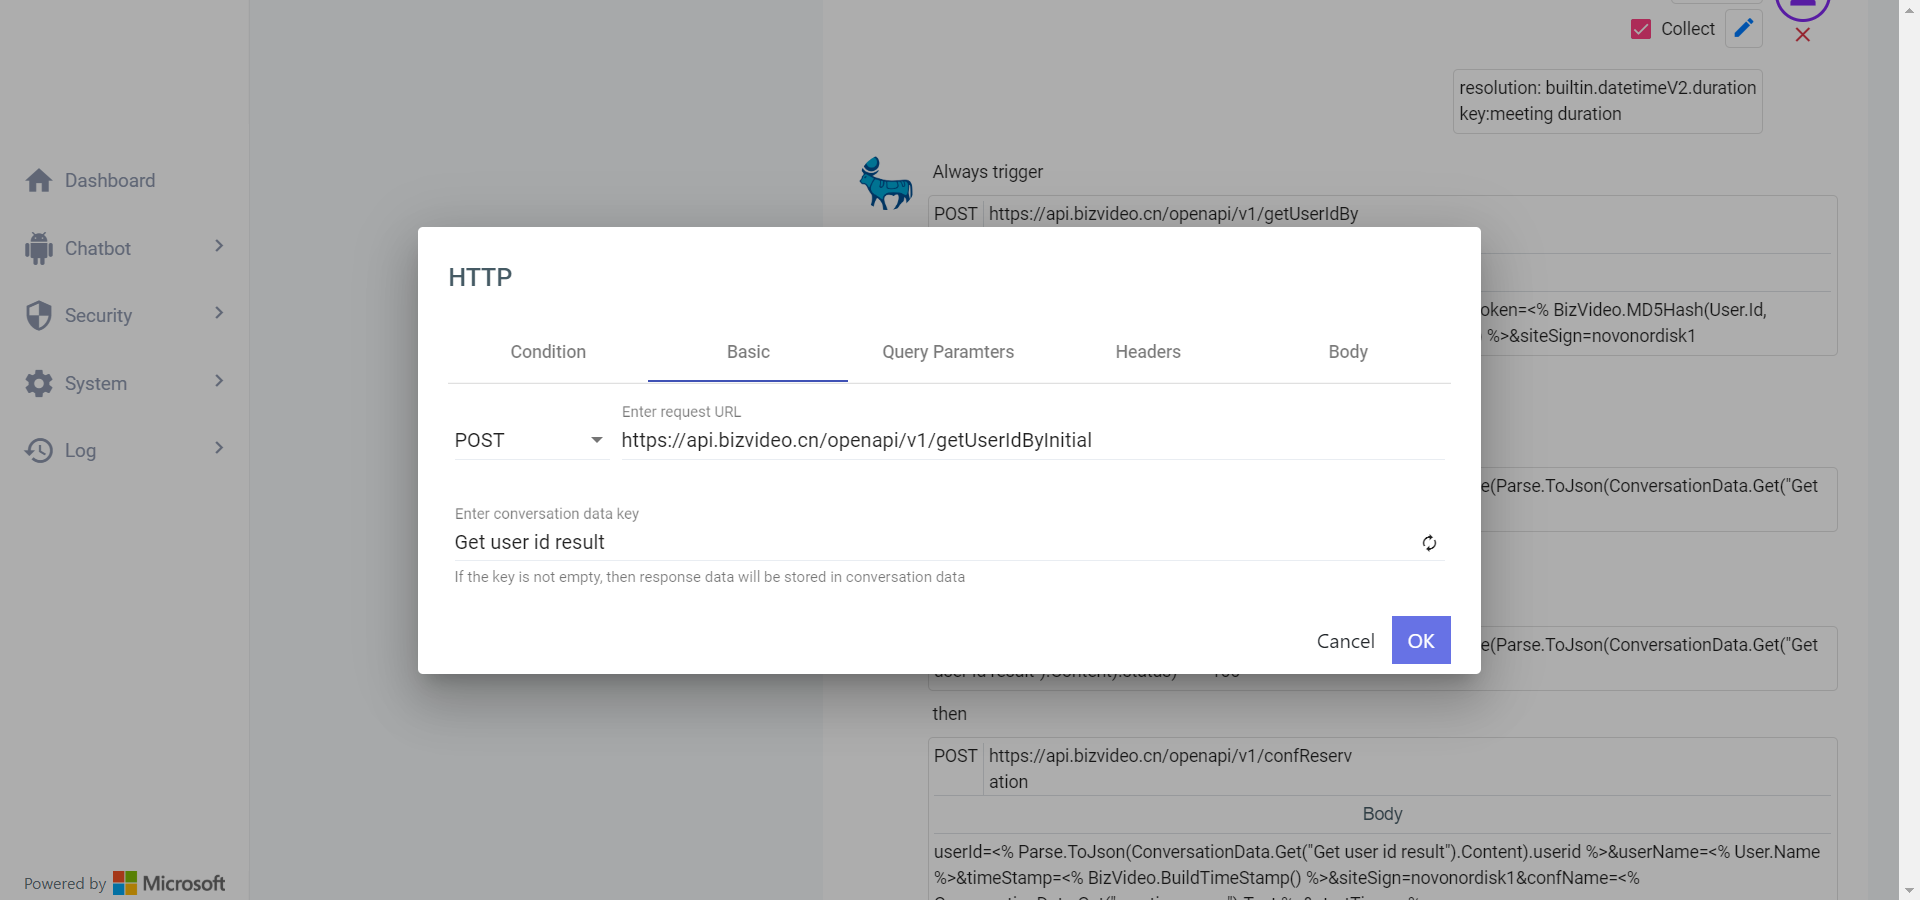 Collect
resolution: builtin.datetimeV2.duration
key:meeting duration
Dashboard
Chatbot
Security
System
Log
Powered by Microsoft
Always trigger
POST https://api.bizvideo.cn/openapi/v1/getUserIdBy
HTTP
Condition Basic Query Paramters Headers Body
Enter request URL
POST https://api.bizvideo.cn/openapi/v1/getUserIdByInitial
Enter conversation data key
Get user id result
If the key is not empty, then response data will be stored in conversation data
Cancel OK
oken=<% BizVideo.MD5Hash(User.Id,
%>&siteSign=novonordisk1
e(Parse.ToJson(ConversationData.Get("Get
e(Parse.ToJson(ConversationData.Get("Get
then
POST https://api.bizvideo.cn/openapi/v1/confReserv
ation
Body
userId=<% Parse.ToJson(ConversationData.Get("Get user id result").Content).userid %>&userName=<% User.Name
%>&timeStamp=<% BizVideo.BuildTimeStamp() %>&siteSign=novonordisk1&confName=<%